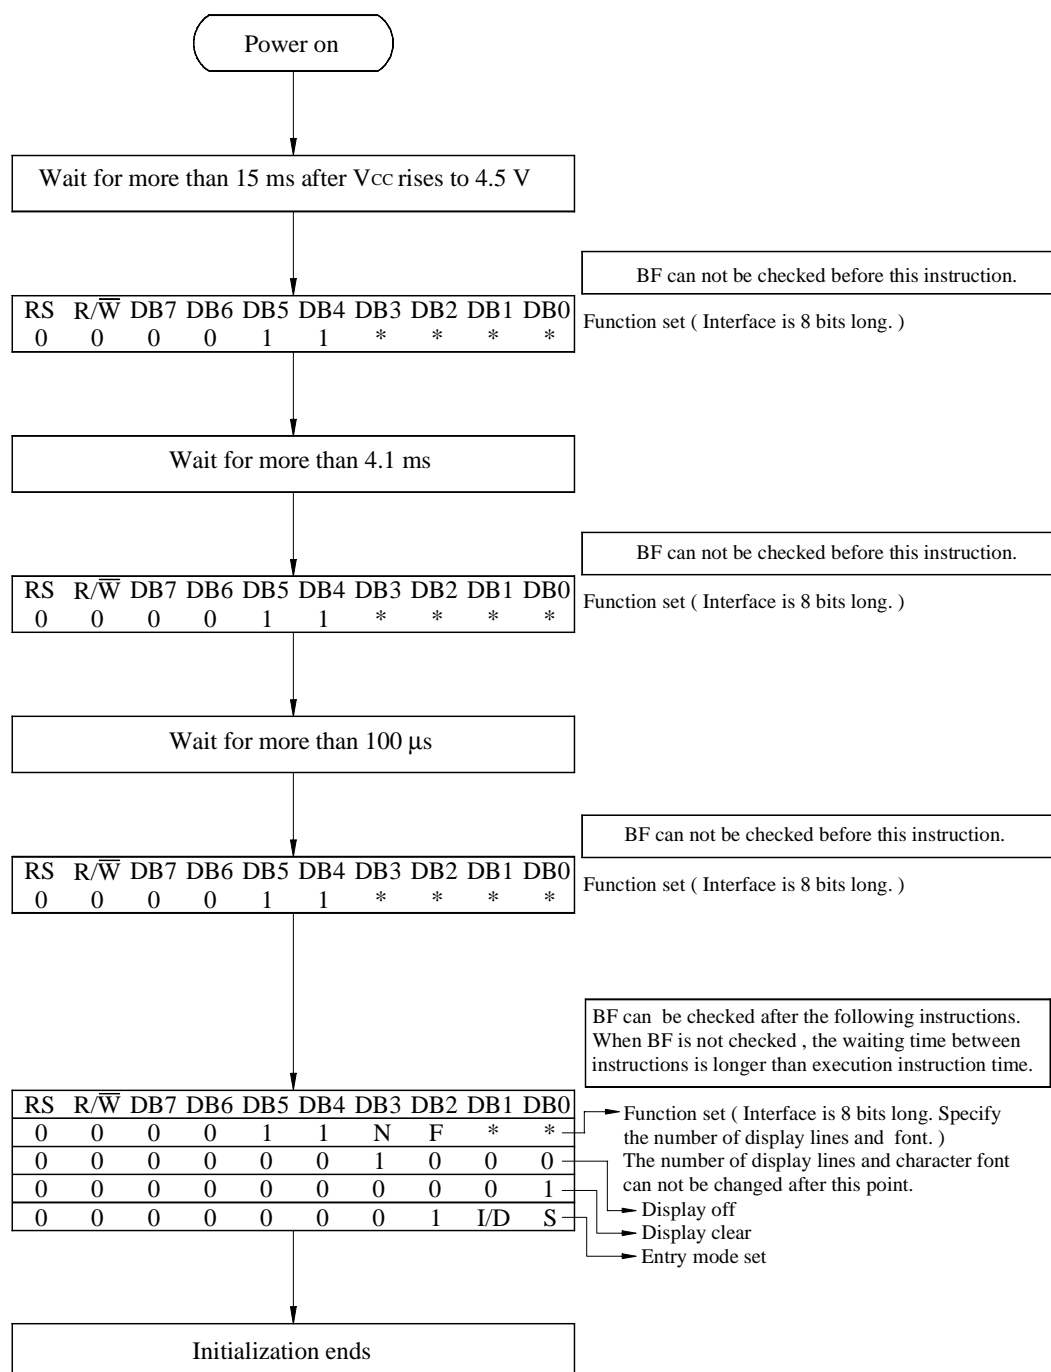 Power on
Wait for more than 15 ms after VCC rises to 4.5 V
BF can not be checked before this instruction.
RS R/W̅ DB7 DB6 DB5 DB4 DB3 DB2 DB1 DB0
0 0 0 0 1 1 * * * *
Function set ( Interface is 8 bits long. )
Wait for more than 4.1 ms
BF can not be checked before this instruction.
RS R/W̅ DB7 DB6 DB5 DB4 DB3 DB2 DB1 DB0
0 0 0 0 1 1 * * * *
Function set ( Interface is 8 bits long. )
Wait for more than 100 μs
BF can not be checked before this instruction.
RS R/W̅ DB7 DB6 DB5 DB4 DB3 DB2 DB1 DB0
0 0 0 0 1 1 * * * *
Function set ( Interface is 8 bits long. )
BF can be checked after the following instructions.
When BF is not checked , the waiting time between
instructions is longer than execution instruction time.
RS R/W̅ DB7 DB6 DB5 DB4 DB3 DB2 DB1 DB0
0 0 0 0 1 1 N F * *
0 0 0 0 0 0 1 0 0 0
0 0 0 0 0 0 0 0 0 1
0 0 0 0 0 0 0 1 I/D S
Function set ( Interface is 8 bits long. Specify
the number of display lines and font. )
The number of display lines and character font
can not be changed after this point.
Display off
Display clear
Entry mode set
Initialization ends